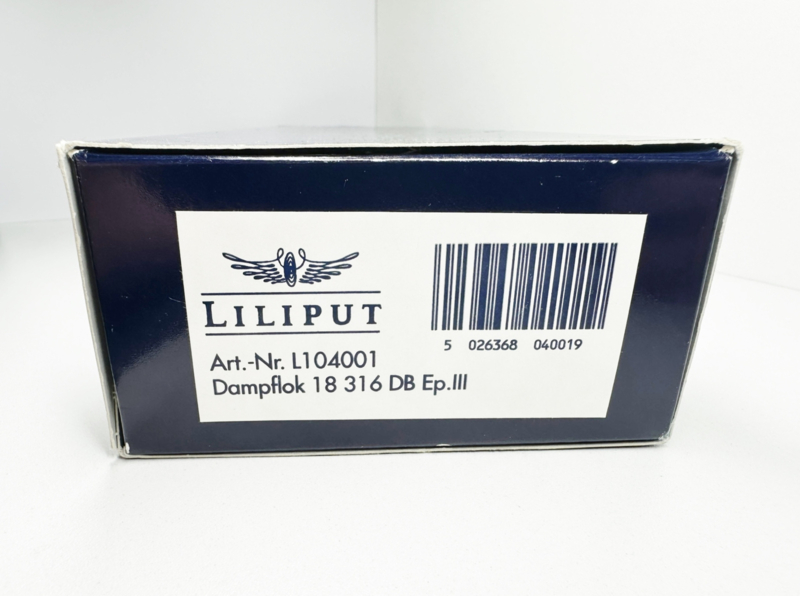 LILIPUT
Art.-Nr. L104001
Dampflok 18 316 DB Ep.III
5 026368 040019